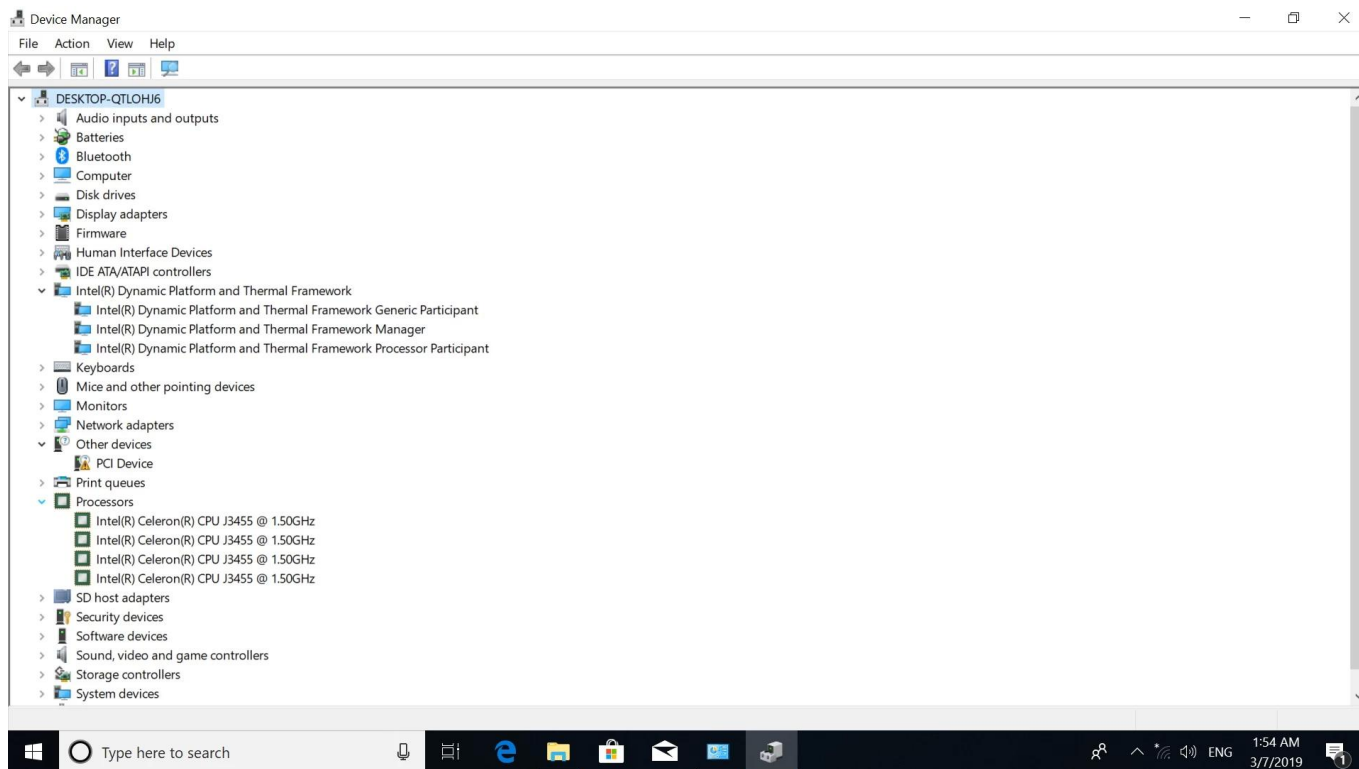 Device Manager
File Action View Help
DESKTOP-QTLOHJ6
Audio inputs and outputs
Batteries
Bluetooth
Computer
Disk drives
Display adapters
Firmware
Human Interface Devices
IDE ATA/ATAPI controllers
Intel(R) Dynamic Platform and Thermal Framework
Intel(R) Dynamic Platform and Thermal Framework Generic Participant
Intel(R) Dynamic Platform and Thermal Framework Manager
Intel(R) Dynamic Platform and Thermal Framework Processor Participant
Keyboards
Mice and other pointing devices
Monitors
Network adapters
Other devices
PCI Device
Print queues
Processors
Intel(R) Celeron(R) CPU J3455 @ 1.50GHz
Intel(R) Celeron(R) CPU J3455 @ 1.50GHz
Intel(R) Celeron(R) CPU J3455 @ 1.50GHz
Intel(R) Celeron(R) CPU J3455 @ 1.50GHz
SD host adapters
Security devices
Software devices
Sound, video and game controllers
Storage controllers
System devices
Type here to search
ENG
1:54 AM
3/7/2019
1